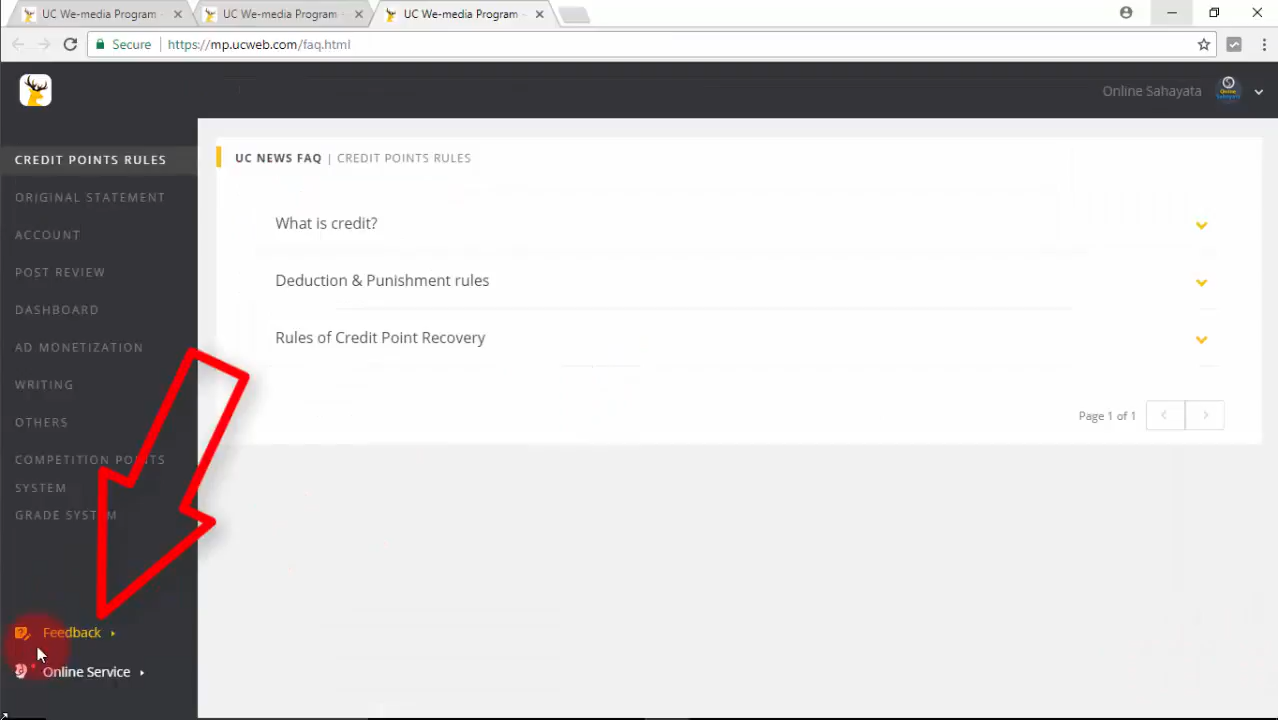 UC We-media Program
UC We-media Program
UC We-media Program
Secure
https://mp.ucweb.com/faq.html
Online Sahayata
CREDIT POINTS RULES
ORIGINAL STATEMENT
ACCOUNT
POST REVIEW
DASHBOARD
AD MONETIZATION
WRITING
OTHERS
COMPETITION POINTS
SYSTEM
GRADE SYSTEM
Feedback
Online Service
UC NEWS FAQ | CREDIT POINTS RULES
What is credit?
Deduction & Punishment rules
Rules of Credit Point Recovery
Page 1 of 1